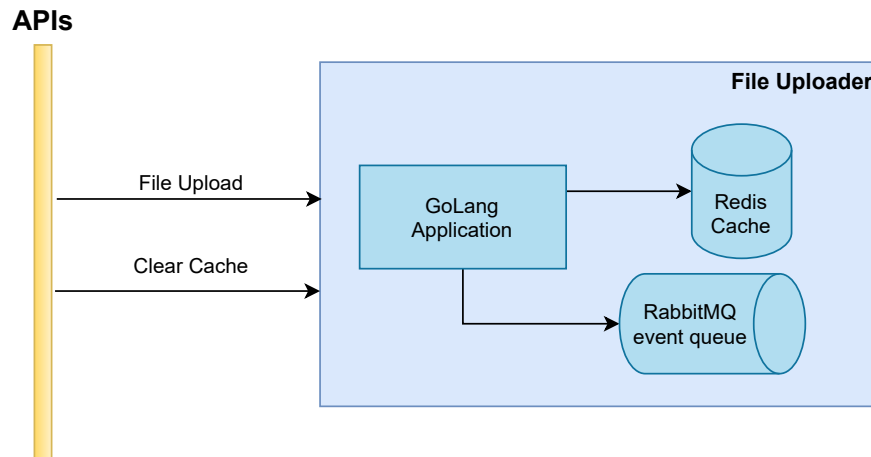 APIs
File Uploader
File Upload
GoLang
Application
Redis
Cache
Clear Cache
RabbitMQ
event queue